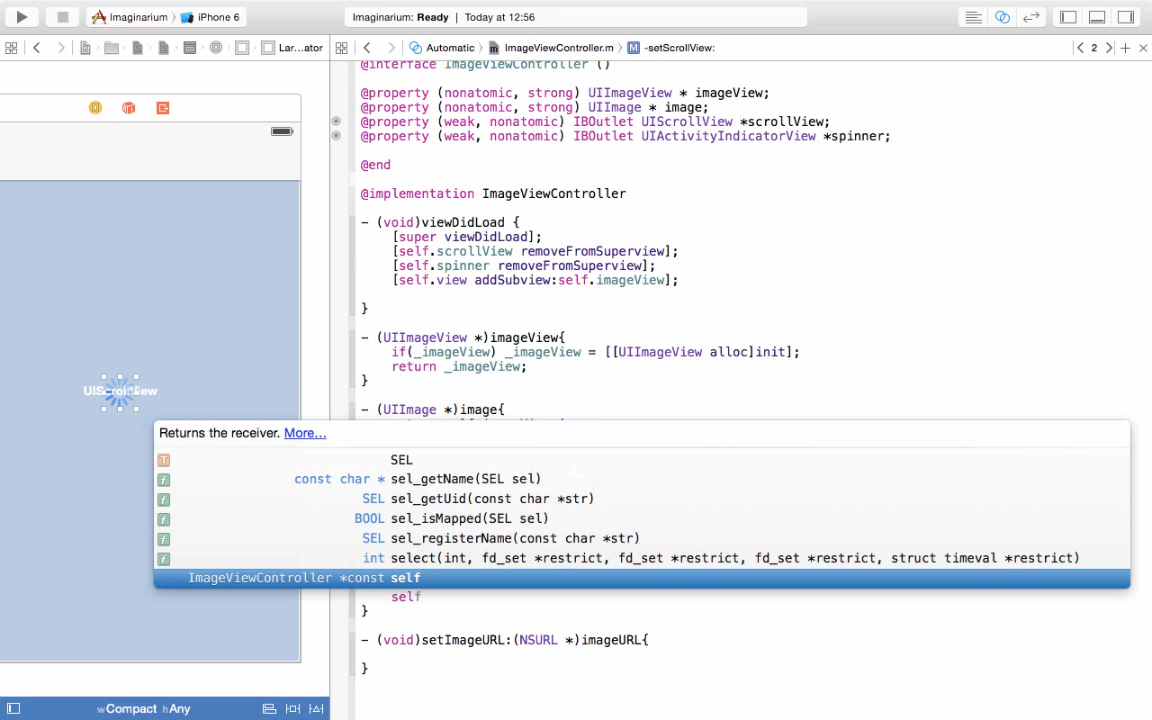 Imaginarium
iPhone 6
Imaginarium: Ready | Today at 12:56
Lar...ator
Automatic
ImageViewController.m
M
-setScrollView:
2
@interface ImageViewController ()
@property (nonatomic, strong) UIImageView * imageView;
@property (nonatomic, strong) UIImage * image;
@property (weak, nonatomic) IBOutlet UIScrollView *scrollView;
@property (weak, nonatomic) IBOutlet UIActivityIndicatorView *spinner;
@end
@implementation ImageViewController
- (void)viewDidLoad {
[super viewDidLoad];
[self.scrollView removeFromSuperview];
[self.spinner removeFromSuperview];
[self.view addSubview:self.imageView];
}
- (UIImageView *)imageView{
if(_imageView) _imageView = [[UIImageView alloc]init];
return _imageView;
}
- (UIImage *)image{
UIScrollView
Returns the receiver. More...
T SEL
f const char * sel_getName(SEL sel)
f SEL sel_getUid(const char *str)
f BOOL sel_isMapped(SEL sel)
f SEL sel_registerName(const char *str)
f int select(int, fd_set *restrict, fd_set *restrict, fd_set *restrict, struct timeval *restrict)
ImageViewController *const self
self
}
- (void)setImageURL:(NSURL *)imageURL{
}
wCompact hAny